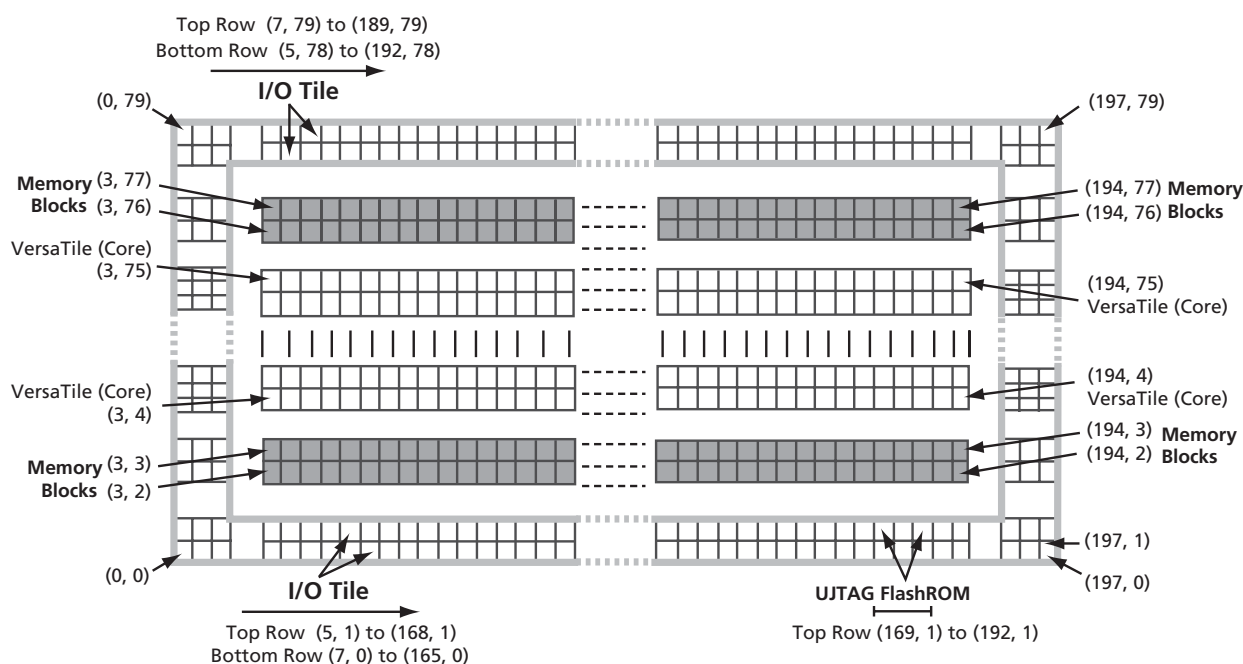 Top Row (7, 79) to (189, 79)
Bottom Row (5, 78) to (192, 78)
I/O Tile
(0, 79)
(197, 79)
Memory Blocks
(3, 77)
(3, 76)
(194, 77)
(194, 76)
Memory Blocks
VersaTile (Core)
(3, 75)
(194, 75)
VersaTile (Core)
VersaTile (Core)
(3, 4)
(194, 4)
VersaTile (Core)
Memory Blocks
(3, 3)
(3, 2)
(194, 3)
(194, 2)
Memory Blocks
(197, 1)
(0, 0)
(197, 0)
I/O Tile
UJTAG FlashROM
Top Row (5, 1) to (168, 1)
Bottom Row (7, 0) to (165, 0)
Top Row (169, 1) to (192, 1)